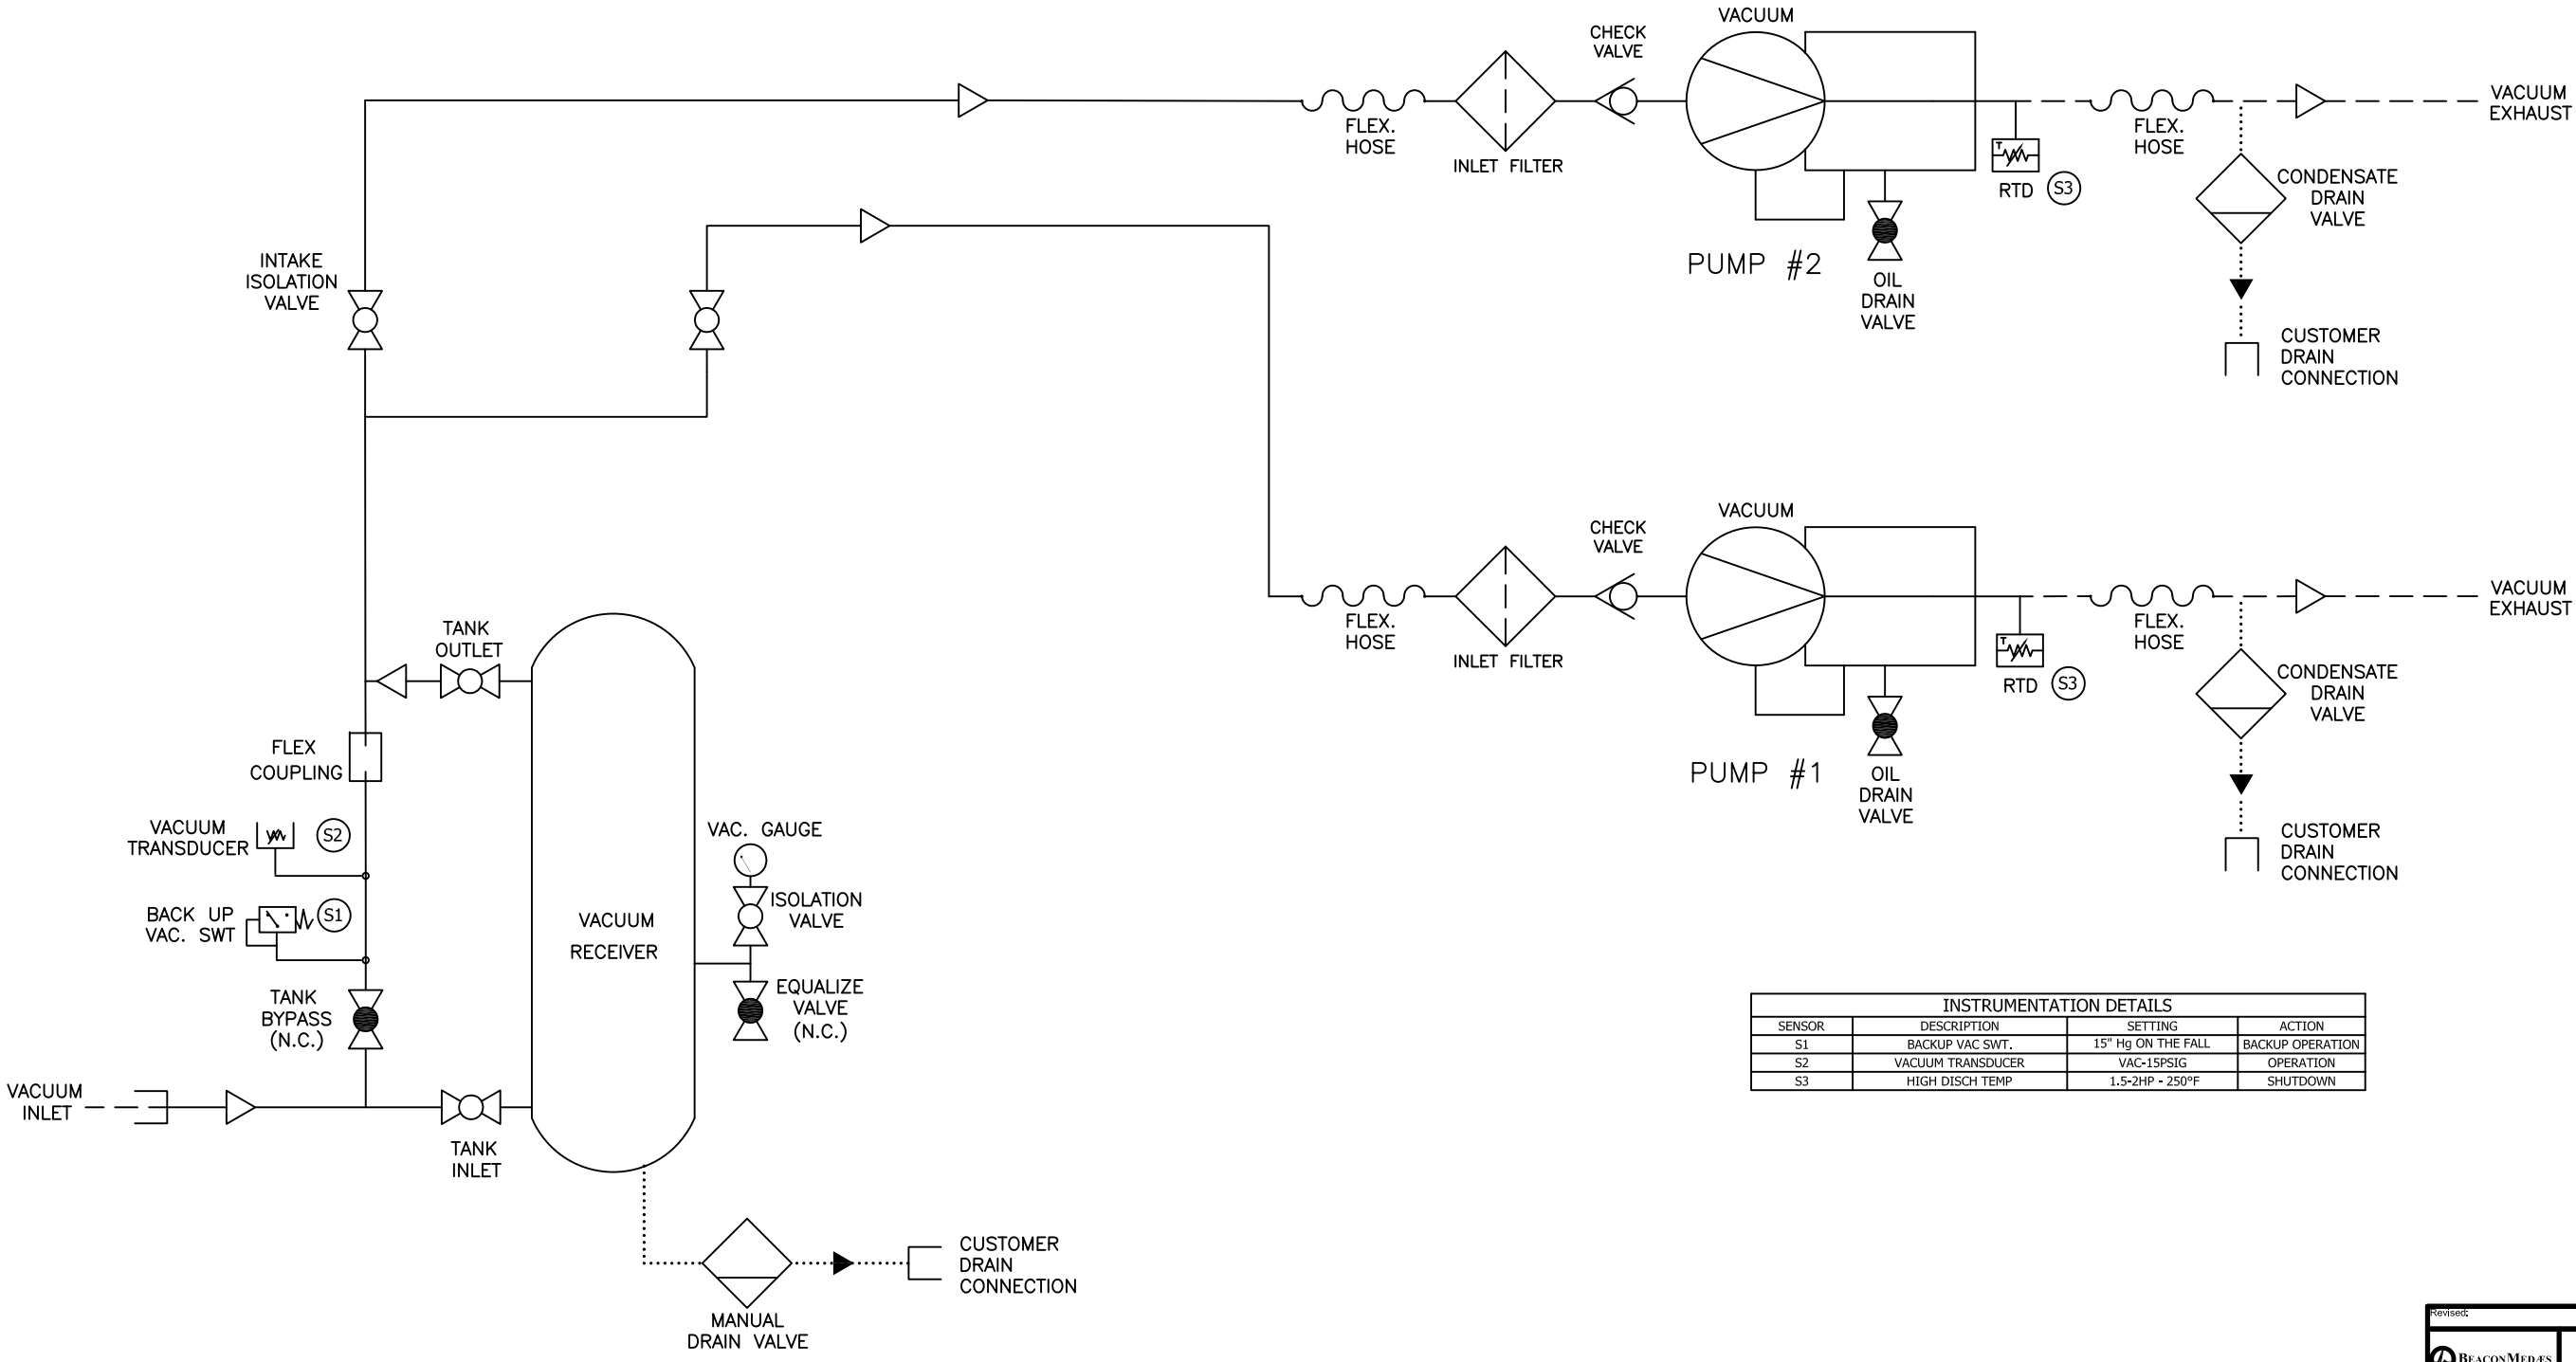 VACUUM
CHECK
VALVE
FLEX.
HOSE
INLET FILTER
T
RTD
S3
FLEX.
HOSE
VACUUM
EXHAUST
CONDENSATE
DRAIN
VALVE
PUMP #2
OIL
DRAIN
VALVE
CUSTOMER
DRAIN
CONNECTION
INTAKE
ISOLATION
VALVE
VACUUM
CHECK
VALVE
FLEX.
HOSE
INLET FILTER
T
RTD
S3
FLEX.
HOSE
VACUUM
EXHAUST
CONDENSATE
DRAIN
VALVE
PUMP #1
OIL
DRAIN
VALVE
CUSTOMER
DRAIN
CONNECTION
TANK
OUTLET
FLEX
COUPLING
VACUUM
TRANSDUCER
S2
BACK UP
VAC. SWT
S1
VAC. GAUGE
ISOLATION
VALVE
VACUUM
RECEIVER
EQUALIZE
VALVE
(N.C.)
TANK
BYPASS
(N.C.)
VACUUM
INLET
TANK
INLET
CUSTOMER
DRAIN
CONNECTION
MANUAL
DRAIN VALVE
INSTRUMENTATION DETAILS
SENSOR DESCRIPTION SETTING ACTION
S1 BACKUP VAC SWT. 15" Hg ON THE FALL BACKUP OPERATION
S2 VACUUM TRANSDUCER VAC-15PSIG OPERATION
S3 HIGH DISCH TEMP 1.5-2HP - 250°F SHUTDOWN
Revised:
BEACONMEDÆS